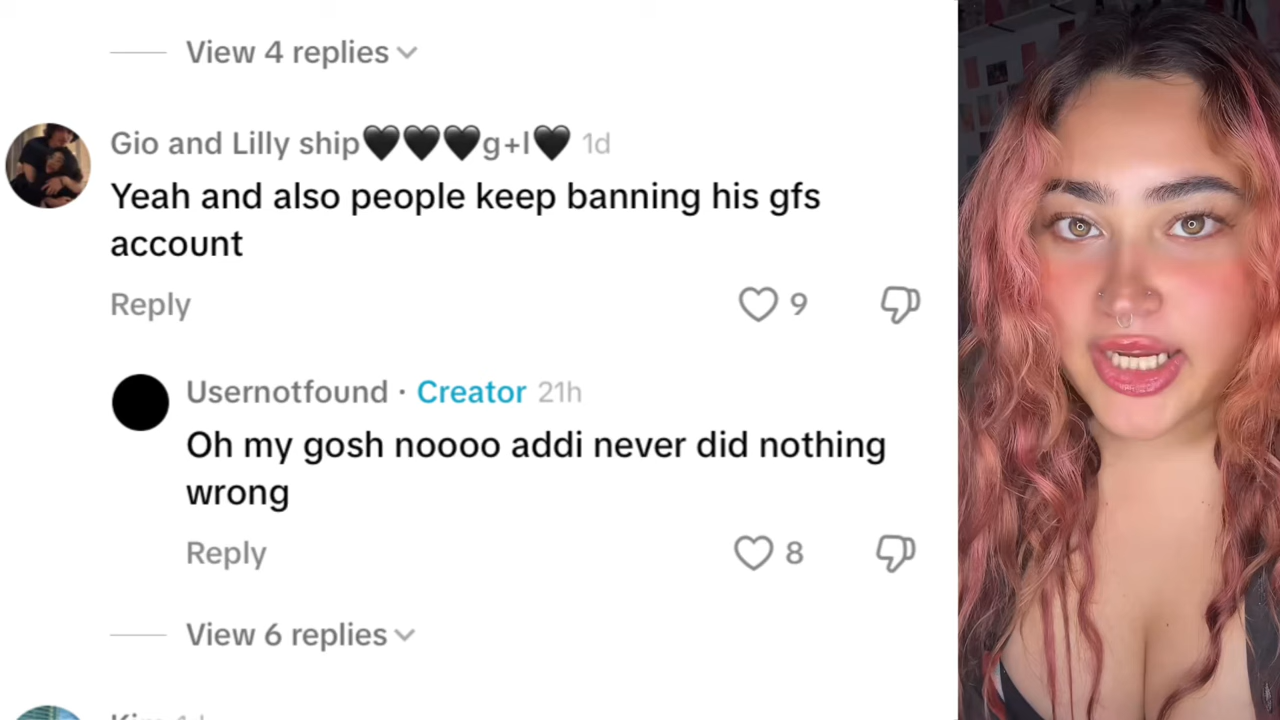 View 4 replies
Gio and Lilly ship🖤🖤🖤g+l🖤 1d
Yeah and also people keep banning his gfs
account
Reply 9
Usernotfound · Creator 21h
Oh my gosh noooo addi never did nothing
wrong
Reply 8
View 6 replies